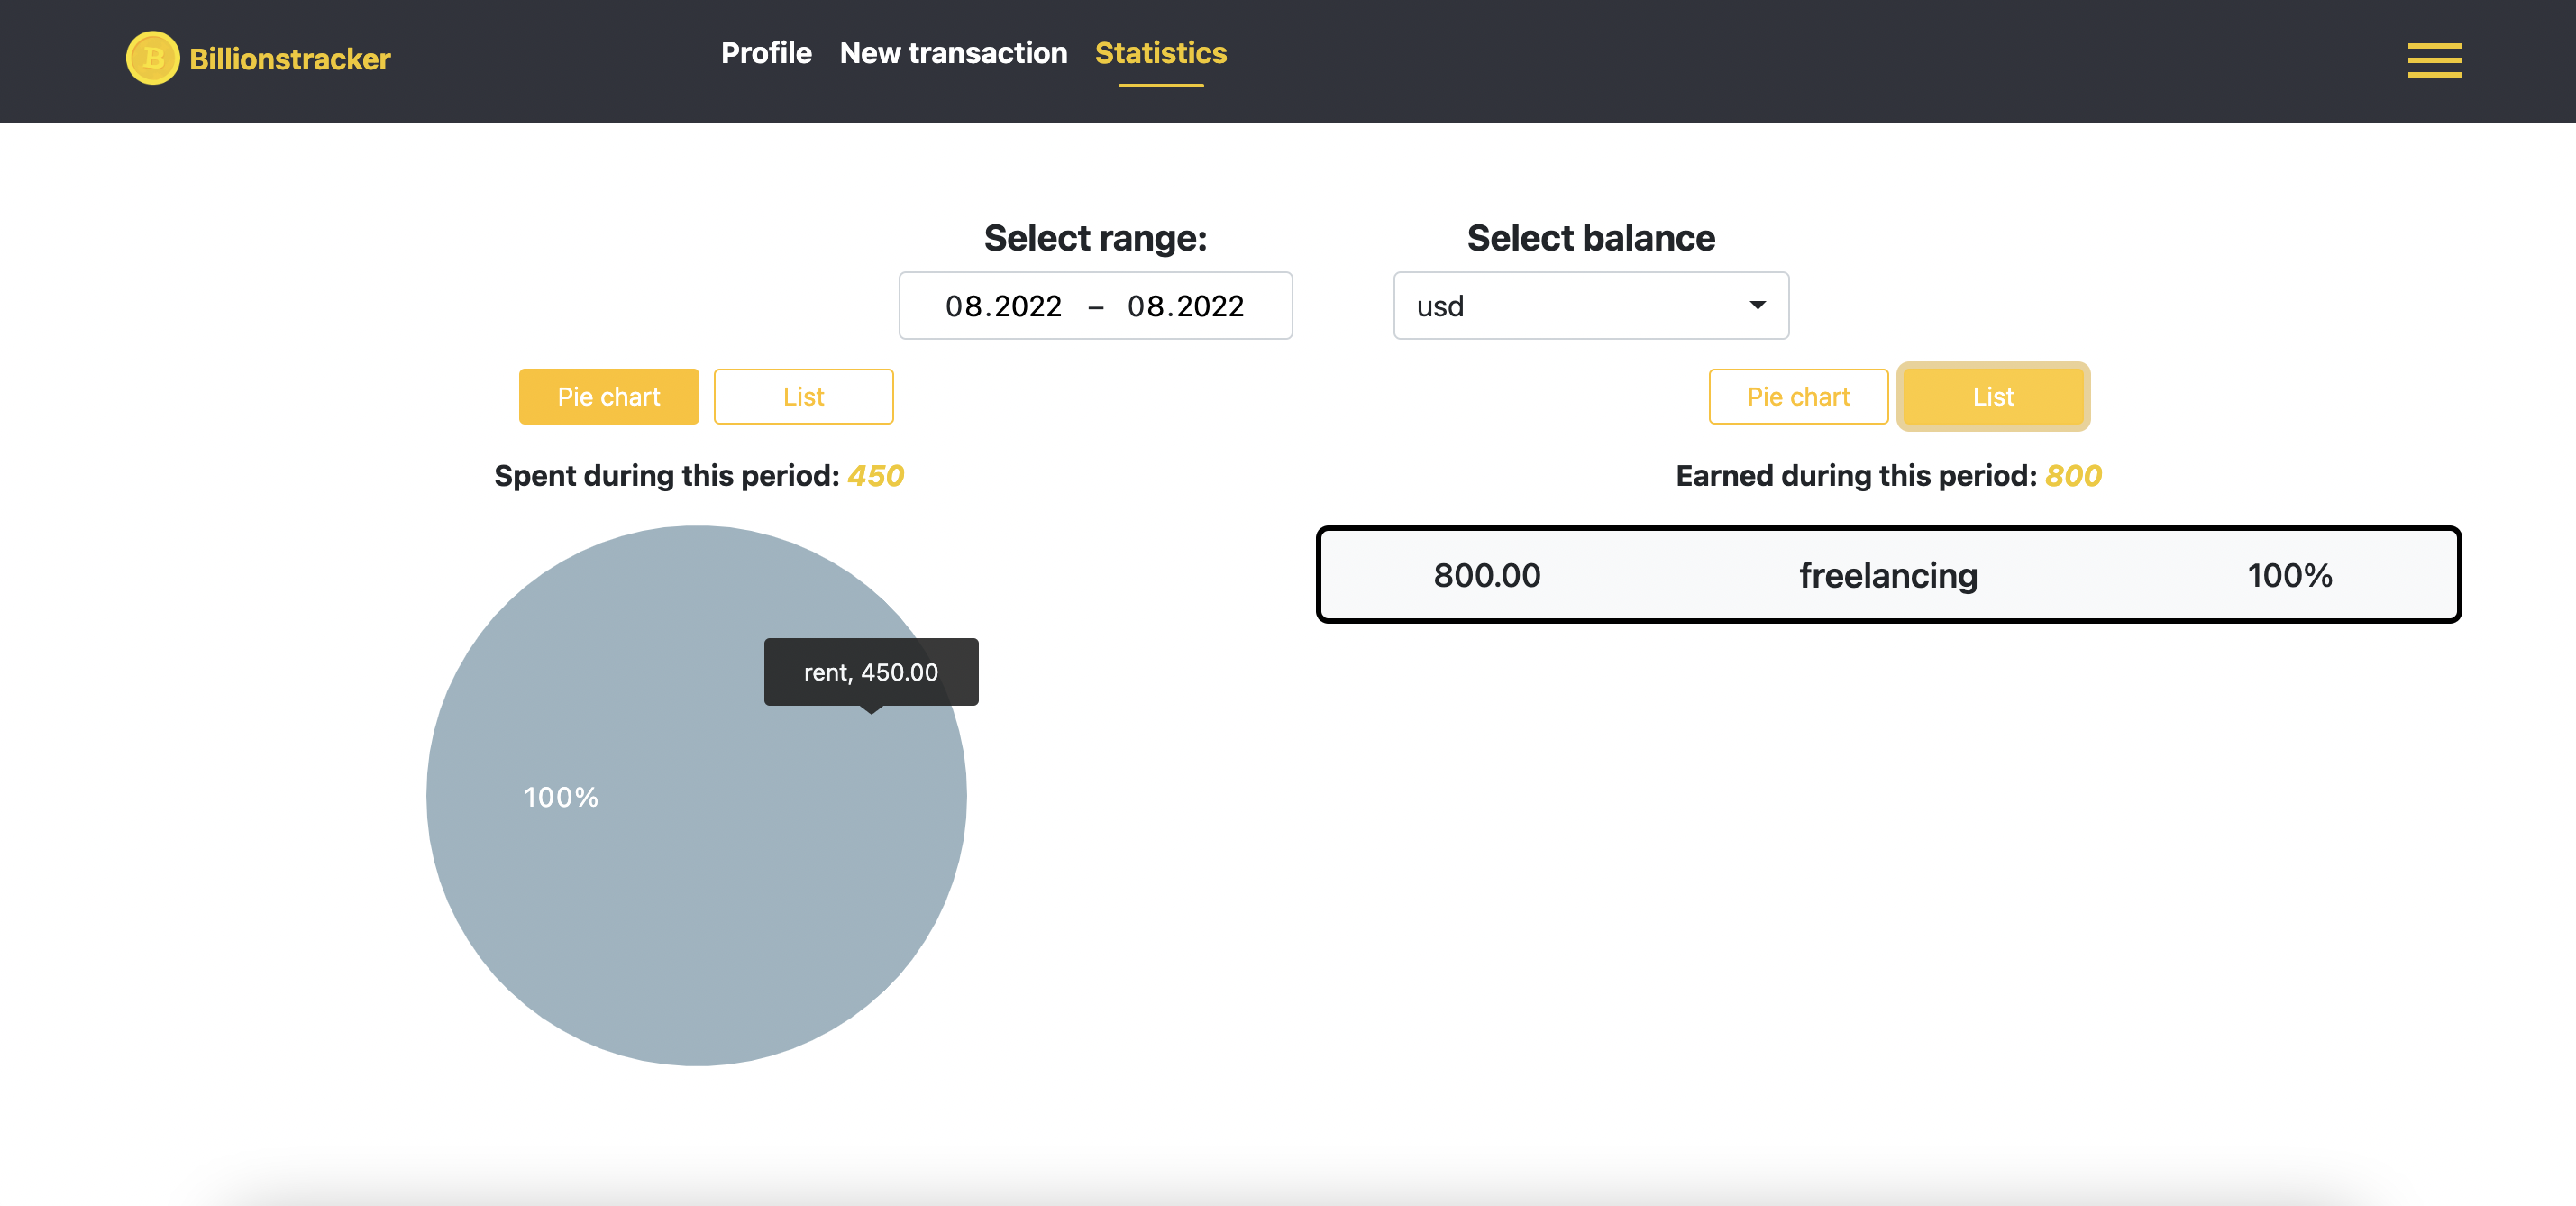 B Billionstracker
Profile New transaction Statistics
Select range:
08.2022 – 08.2022
Select balance
usd
Pie chart List
Spent during this period: 450
rent, 450.00
100%
Pie chart List
Earned during this period: 800
800.00 freelancing 100%